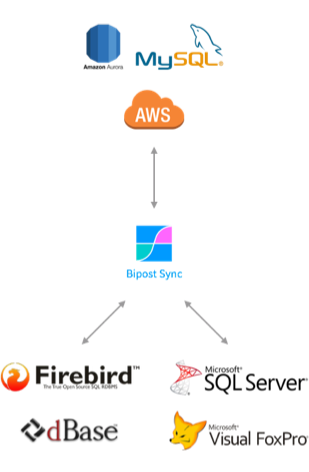 Amazon Aurora
MySQL®
AWS
Bipost Sync
Firebird™
The True Open Source SQL RDBMS
Microsoft®
SQL Server®
dBase™
Microsoft®
Visual FoxPro®